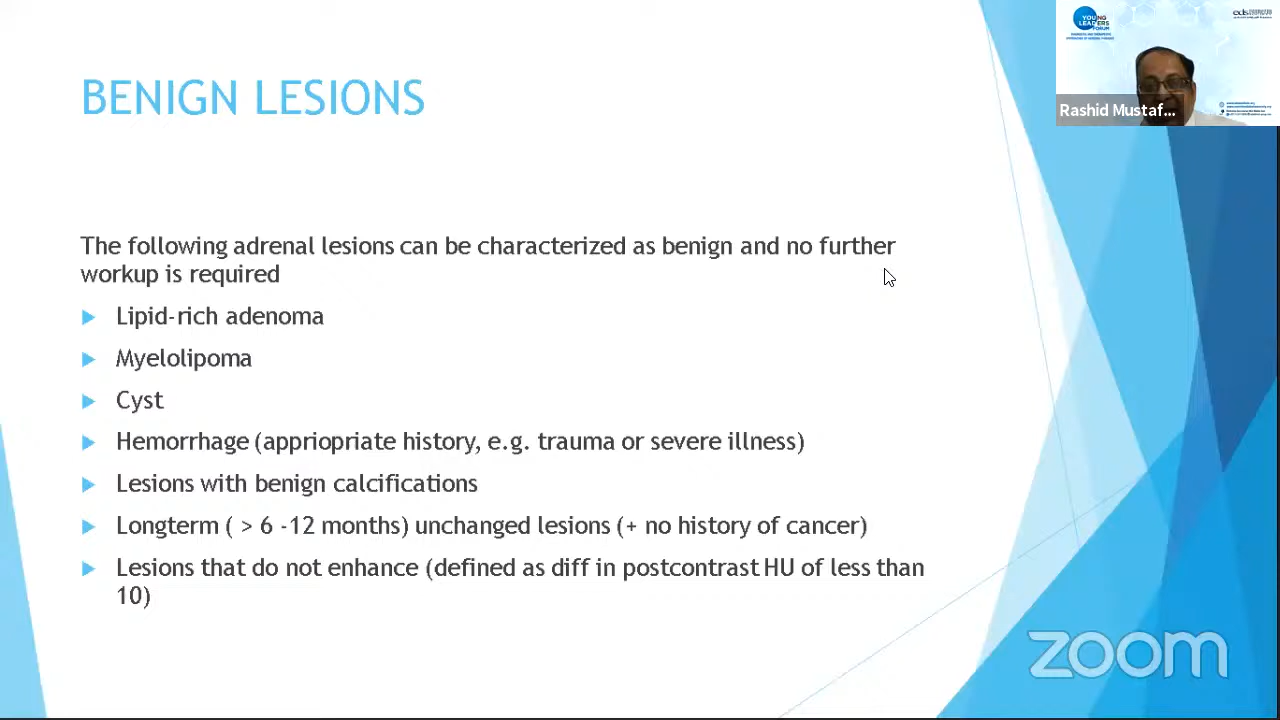 BENIGN LESIONS
The following adrenal lesions can be characterized as benign and no further
workup is required
Lipid-rich adenoma
Myelolipoma
Cyst
Hemorrhage (appriopriate history, e.g. trauma or severe illness)
Lesions with benign calcifications
Longterm ( > 6 -12 months) unchanged lesions (+ no history of cancer)
Lesions that do not enhance (defined as diff in postcontrast HU of less than
10)
YOUNG
LEADERS
FORUM
Rashid Mustaf...
zoom